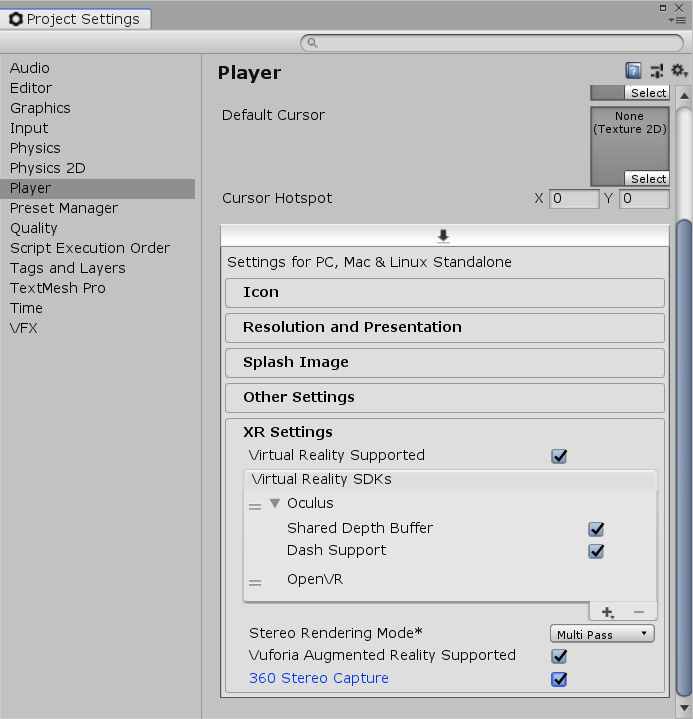 Project Settings
Audio
Editor
Graphics
Input
Physics
Physics 2D
Player
Preset Manager
Quality
Script Execution Order
Tags and Layers
TextMesh Pro
Time
VFX
Player
Select
Default Cursor
None
(Texture 2D)
Select
Cursor Hotspot X 0 Y 0
Settings for PC, Mac & Linux Standalone
Icon
Resolution and Presentation
Splash Image
Other Settings
XR Settings
Virtual Reality Supported
Virtual Reality SDKs
Oculus
Shared Depth Buffer
Dash Support
OpenVR
Stereo Rendering Mode* Multi Pass
Vuforia Augmented Reality Supported
360 Stereo Capture